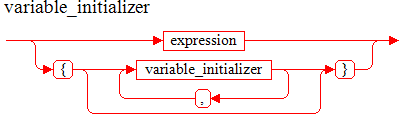 variable_initializer
expression
{ variable_initializer }
,